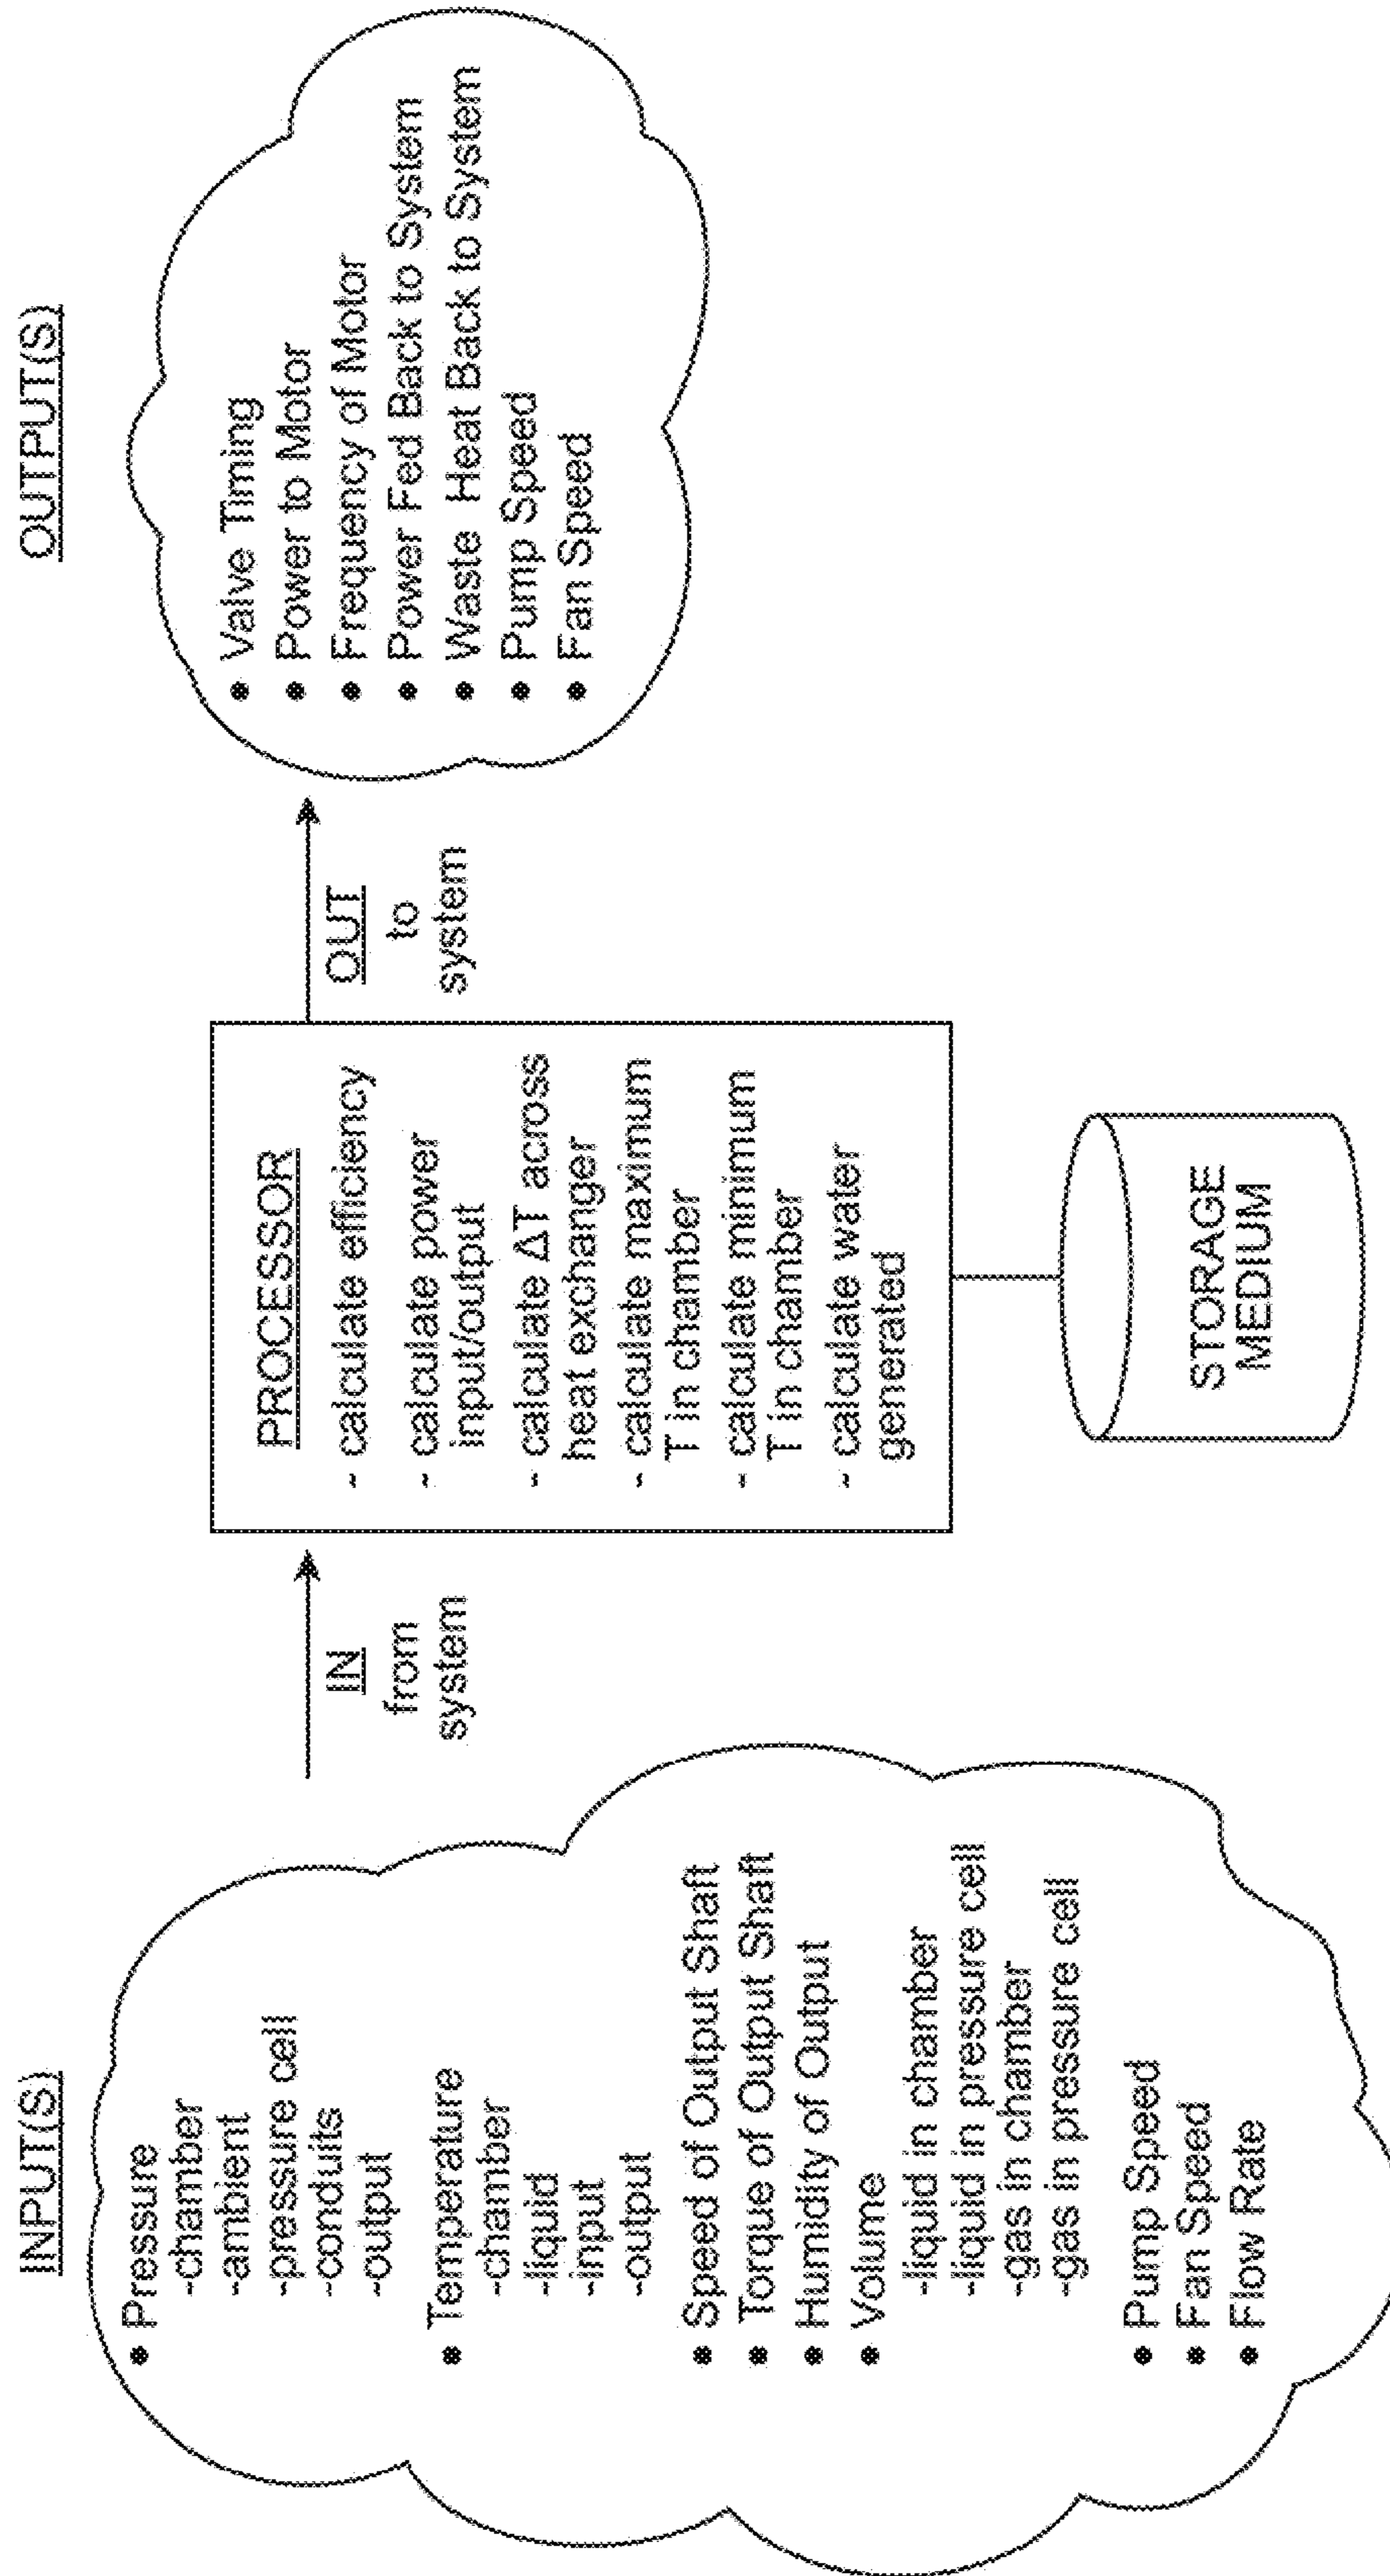 INPUT(S)
● Pressure
-chamber
-ambient
-pressure cell
-conduits
-output
● Temperature
-chamber
-liquid
-input
-output
● Speed of Output Shaft
● Torque of Output Shaft
● Humidity of Output
● Volume
-liquid in chamber
-liquid in pressure cell
-gas in chamber
-gas in pressure cell
● Pump Speed
● Fan Speed
● Flow Rate
IN
from
system
PROCESSOR
- calculate efficiency
- calculate power
input/output
- calculate ΔT across
heat exchanger
- calculate maximum
T in chamber
- calculate minimum
T in chamber
- calculate water
generated
STORAGE
MEDIUM
OUT
to
system
OUTPUT(S)
● Valve Timing
● Power to Motor
● Frequency of Motor
● Power Fed Back to System
● Waste Heat Back to System
● Pump Speed
● Fan Speed